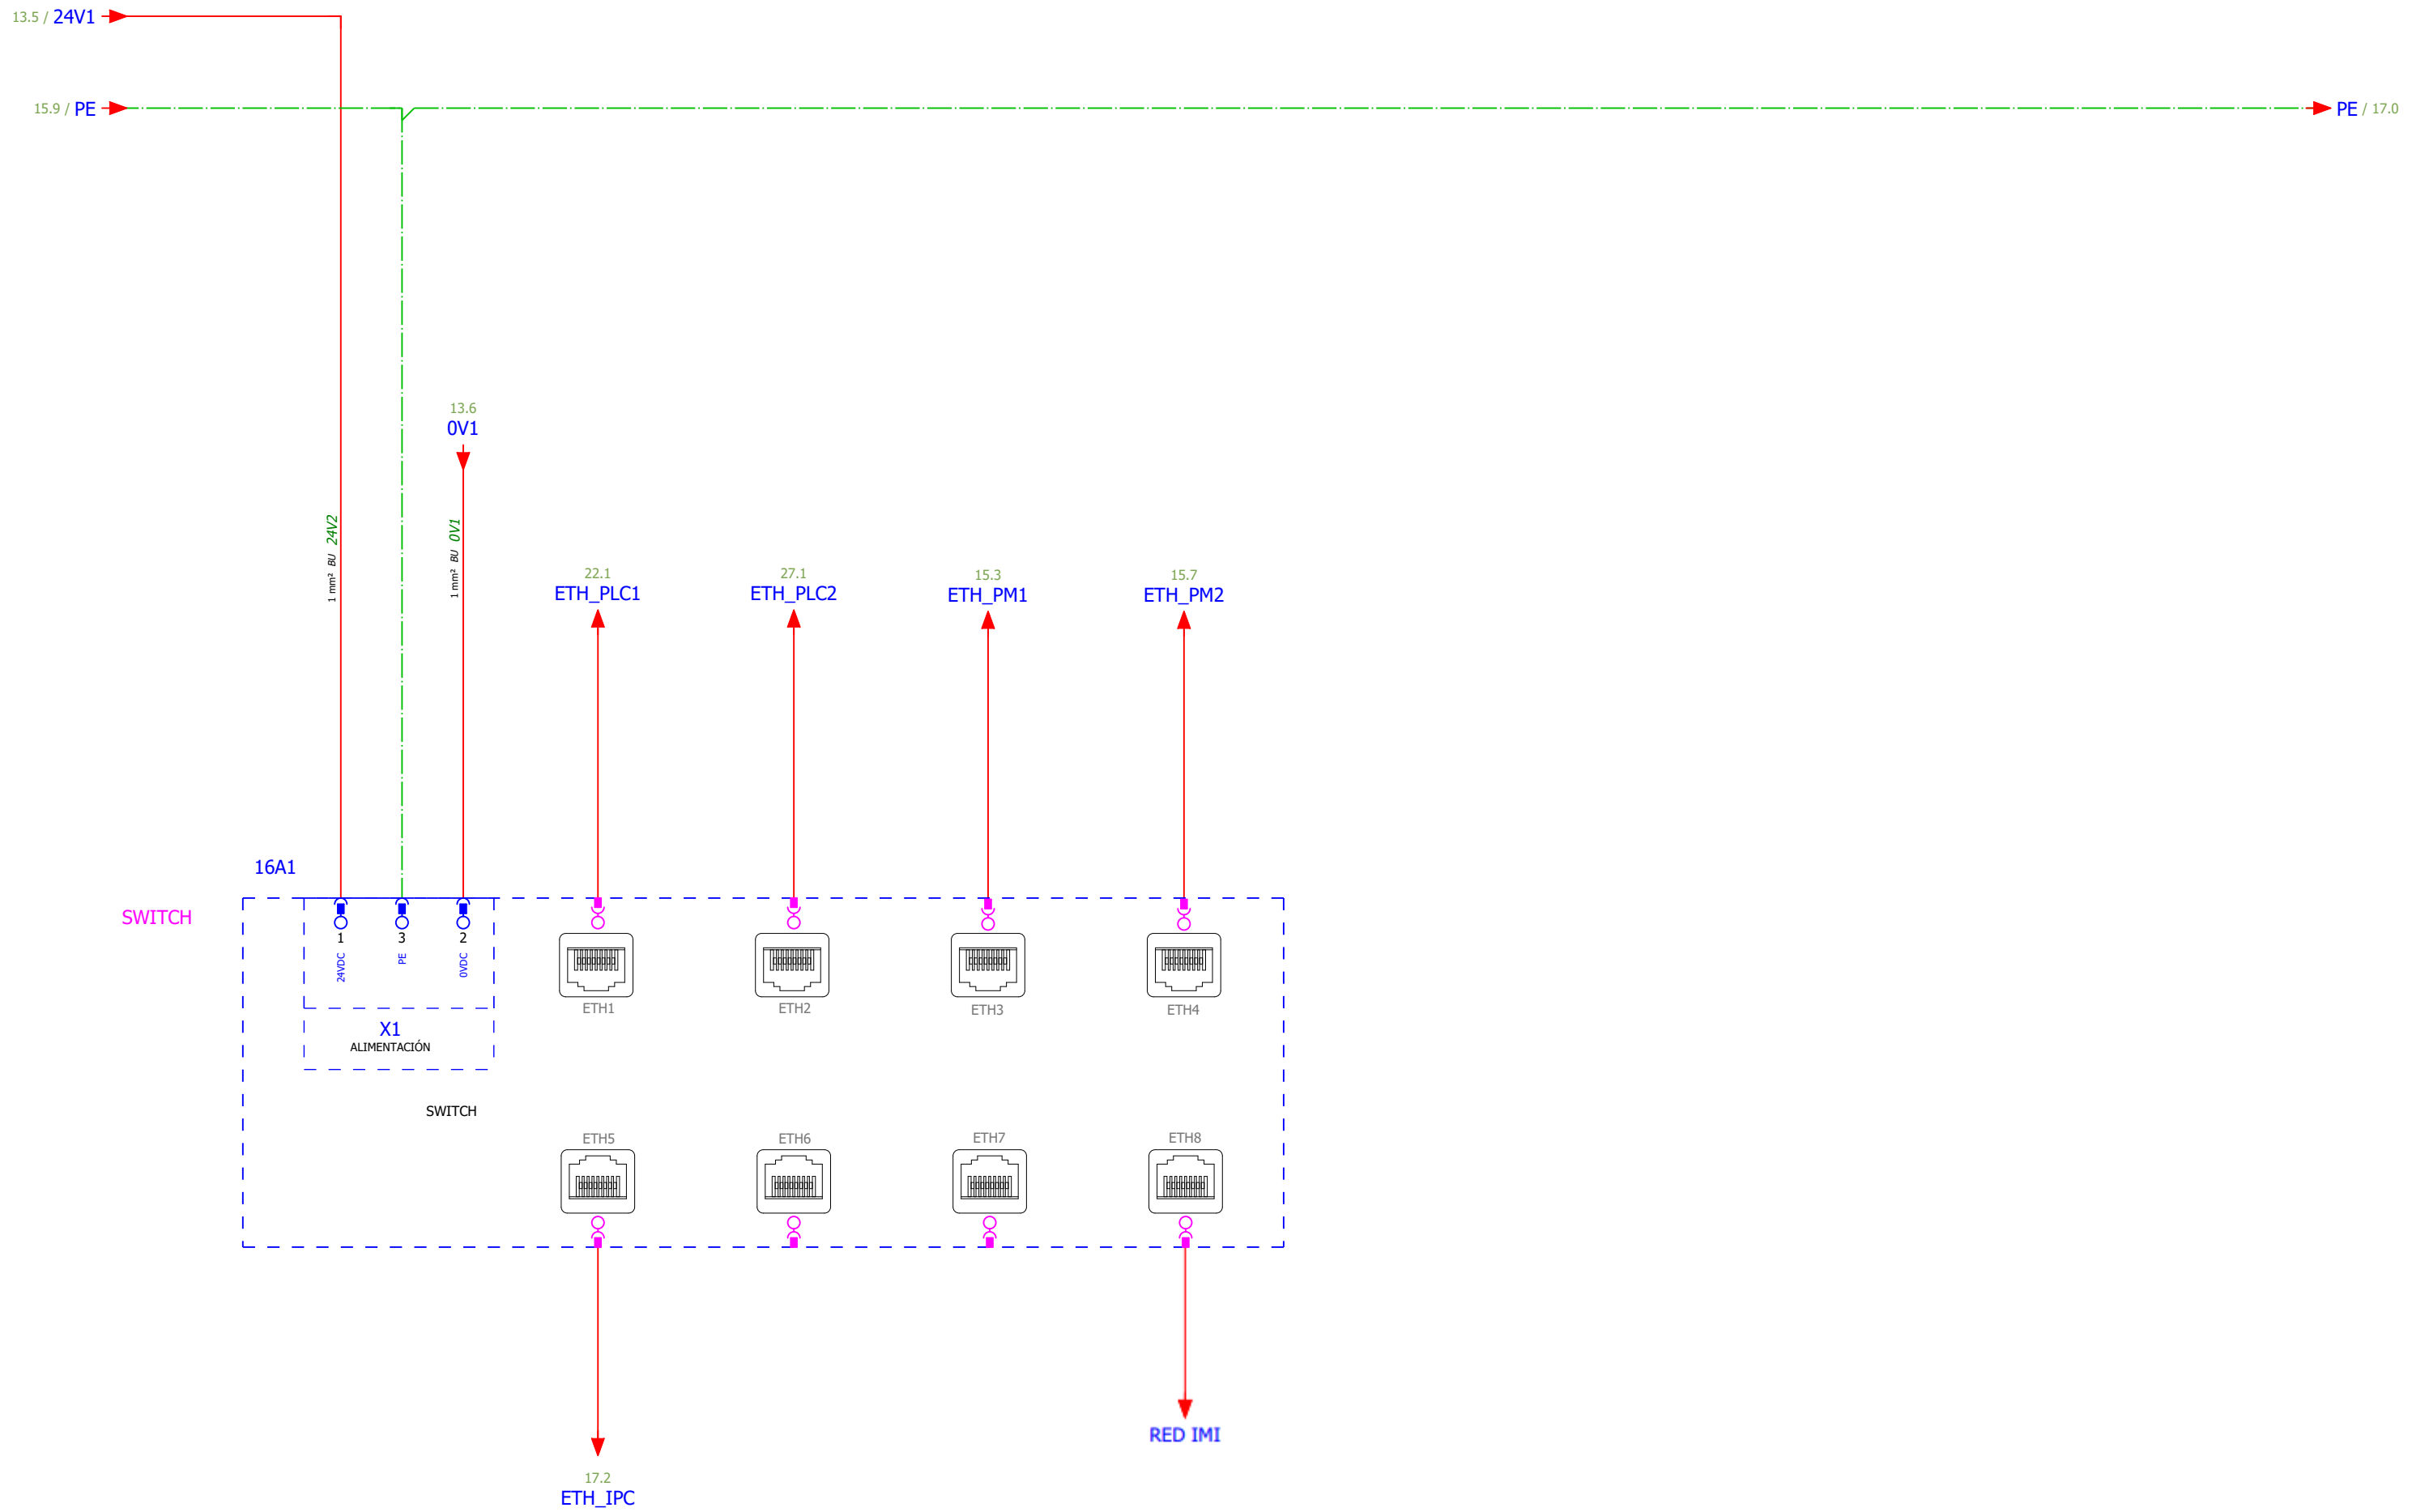 13.5 / 24V1
15.9 / PE
PE / 17.0
13.6
0V1
1 mm² BU 24V2
1 mm² BU 0V1
22.1
ETH_PLC1
27.1
ETH_PLC2
15.3
ETH_PM1
15.7
ETH_PM2
16A1
SWITCH
1
3
2
24VDC
PE
0VDC
ETH1
ETH2
ETH3
ETH4
X1
ALIMENTACIÓN
SWITCH
ETH5
ETH6
ETH7
ETH8
RED IMI
17.2
ETH_IPC